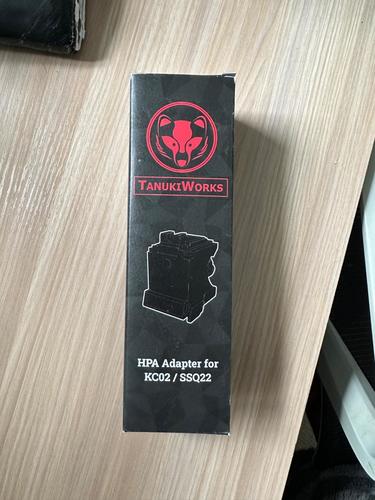 TANUKIWORKS
HPA Adapter for
KC02 / SSQ22